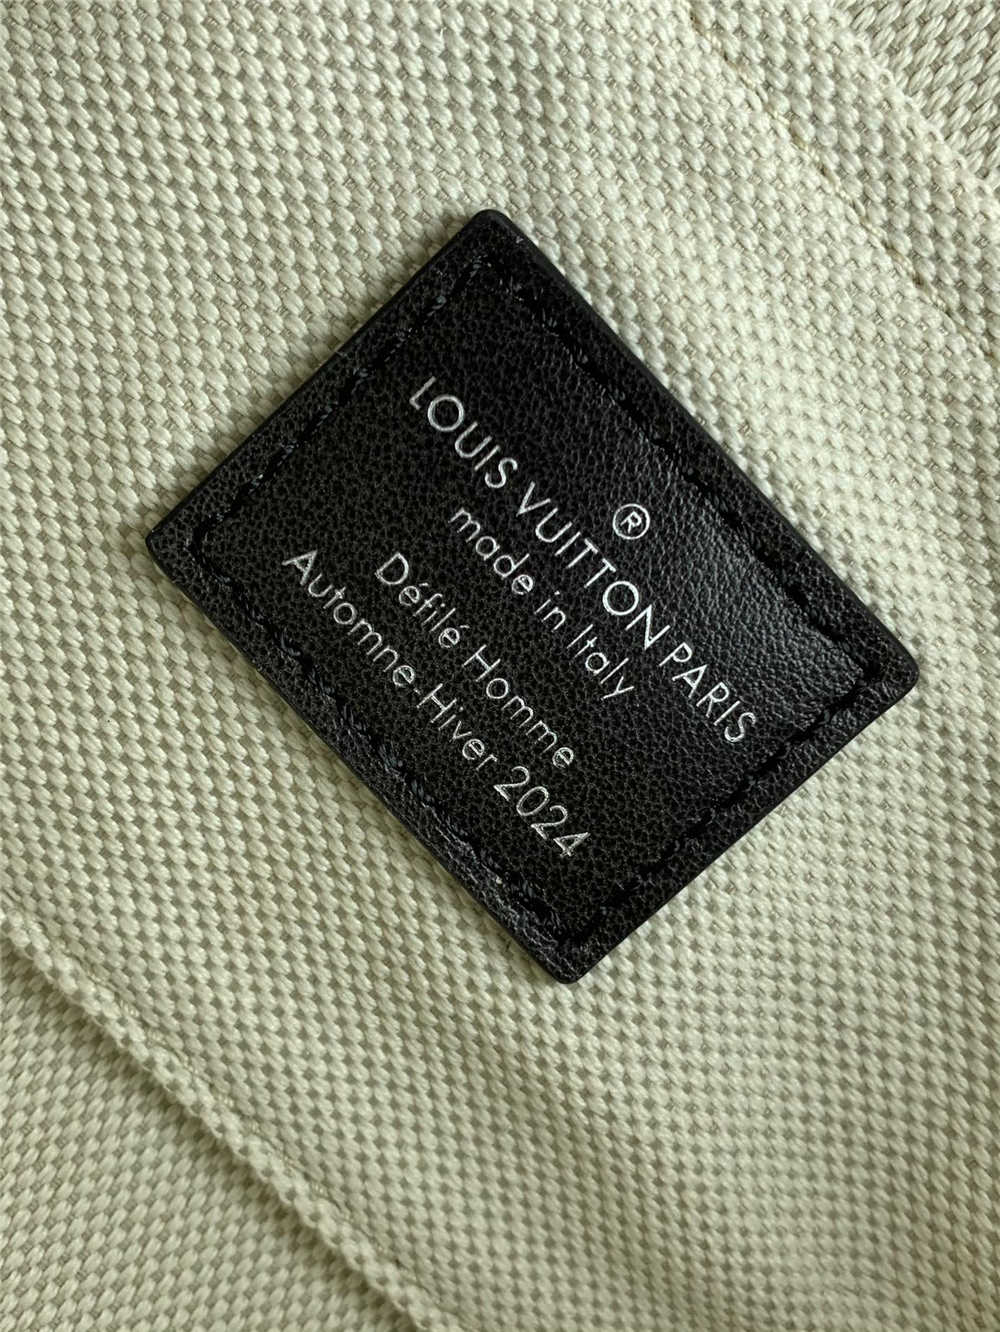 ®
LOUIS VUITTON PARIS
made in Italy
Défilé Homme
Automne-Hiver 2024